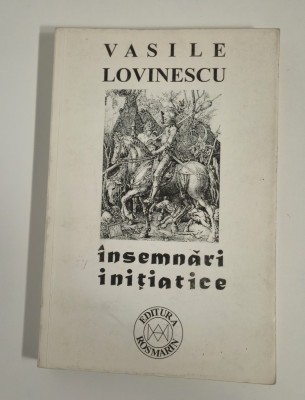 VASILE
LOVINESCU
însemnări
inițiatice
EDITURA
ROSMARIN